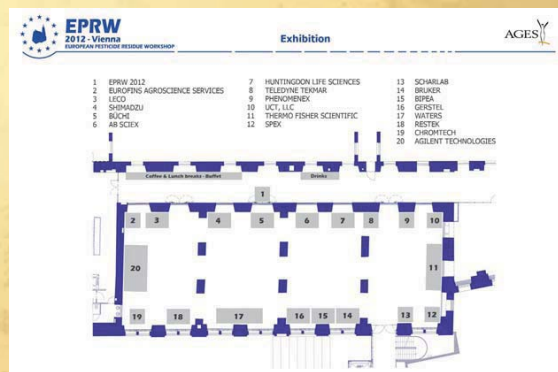 EPRW
2012 - Vienna
EUROPEAN PESTICIDE RESIDUE WORKSHOP
Exhibition
AGES
1 EPRW 2012
2 EUROFINS AGROSCIENCE SERVICES
3 LECO
4 SHIMADZU
5 BÜCHI
6 AB SCIEX
7 HUNTINGDON LIFE SCIENCES
8 TELEDYNE TEKMAR
9 PHENOMENEX
10 UCT, LLC
11 THERMO FISHER SCIENTIFIC
12 SPEX
13 SCHARLAB
14 BRUKER
15 BIPEA
16 GERSTEL
17 WATERS
18 RESTEK
19 CHROMTECH
20 AGILENT TECHNOLOGIES
Coffee & Lunch breaks - Buffet
Drinks
1
2 3 4 5 6 7 8 9 10
20
11
19 18 17 16 15 14 13 12